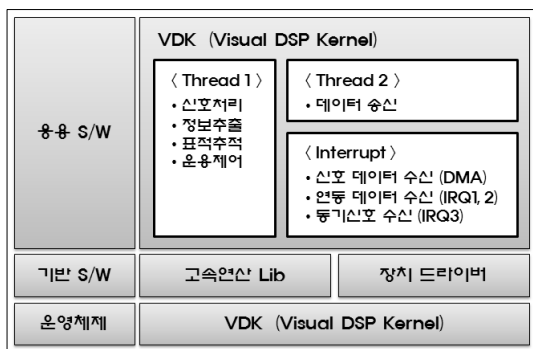 VDK (Visual DSP Kernel)
응용 S/W
〈 Thread 1 〉
• 신호처리
• 정보추출
• 표적추적
• 운용제어
〈 Thread 2 〉
• 데이터 송신
〈 Interrupt 〉
• 신호 데이터 수신 (DMA)
• 연동 데이터 수신 (IRQ1, 2)
• 동기신호 수신 (IRQ3)
기반 S/W
고속연산 Lib
장치 드라이버
운영체제
VDK (Visual DSP Kernel)